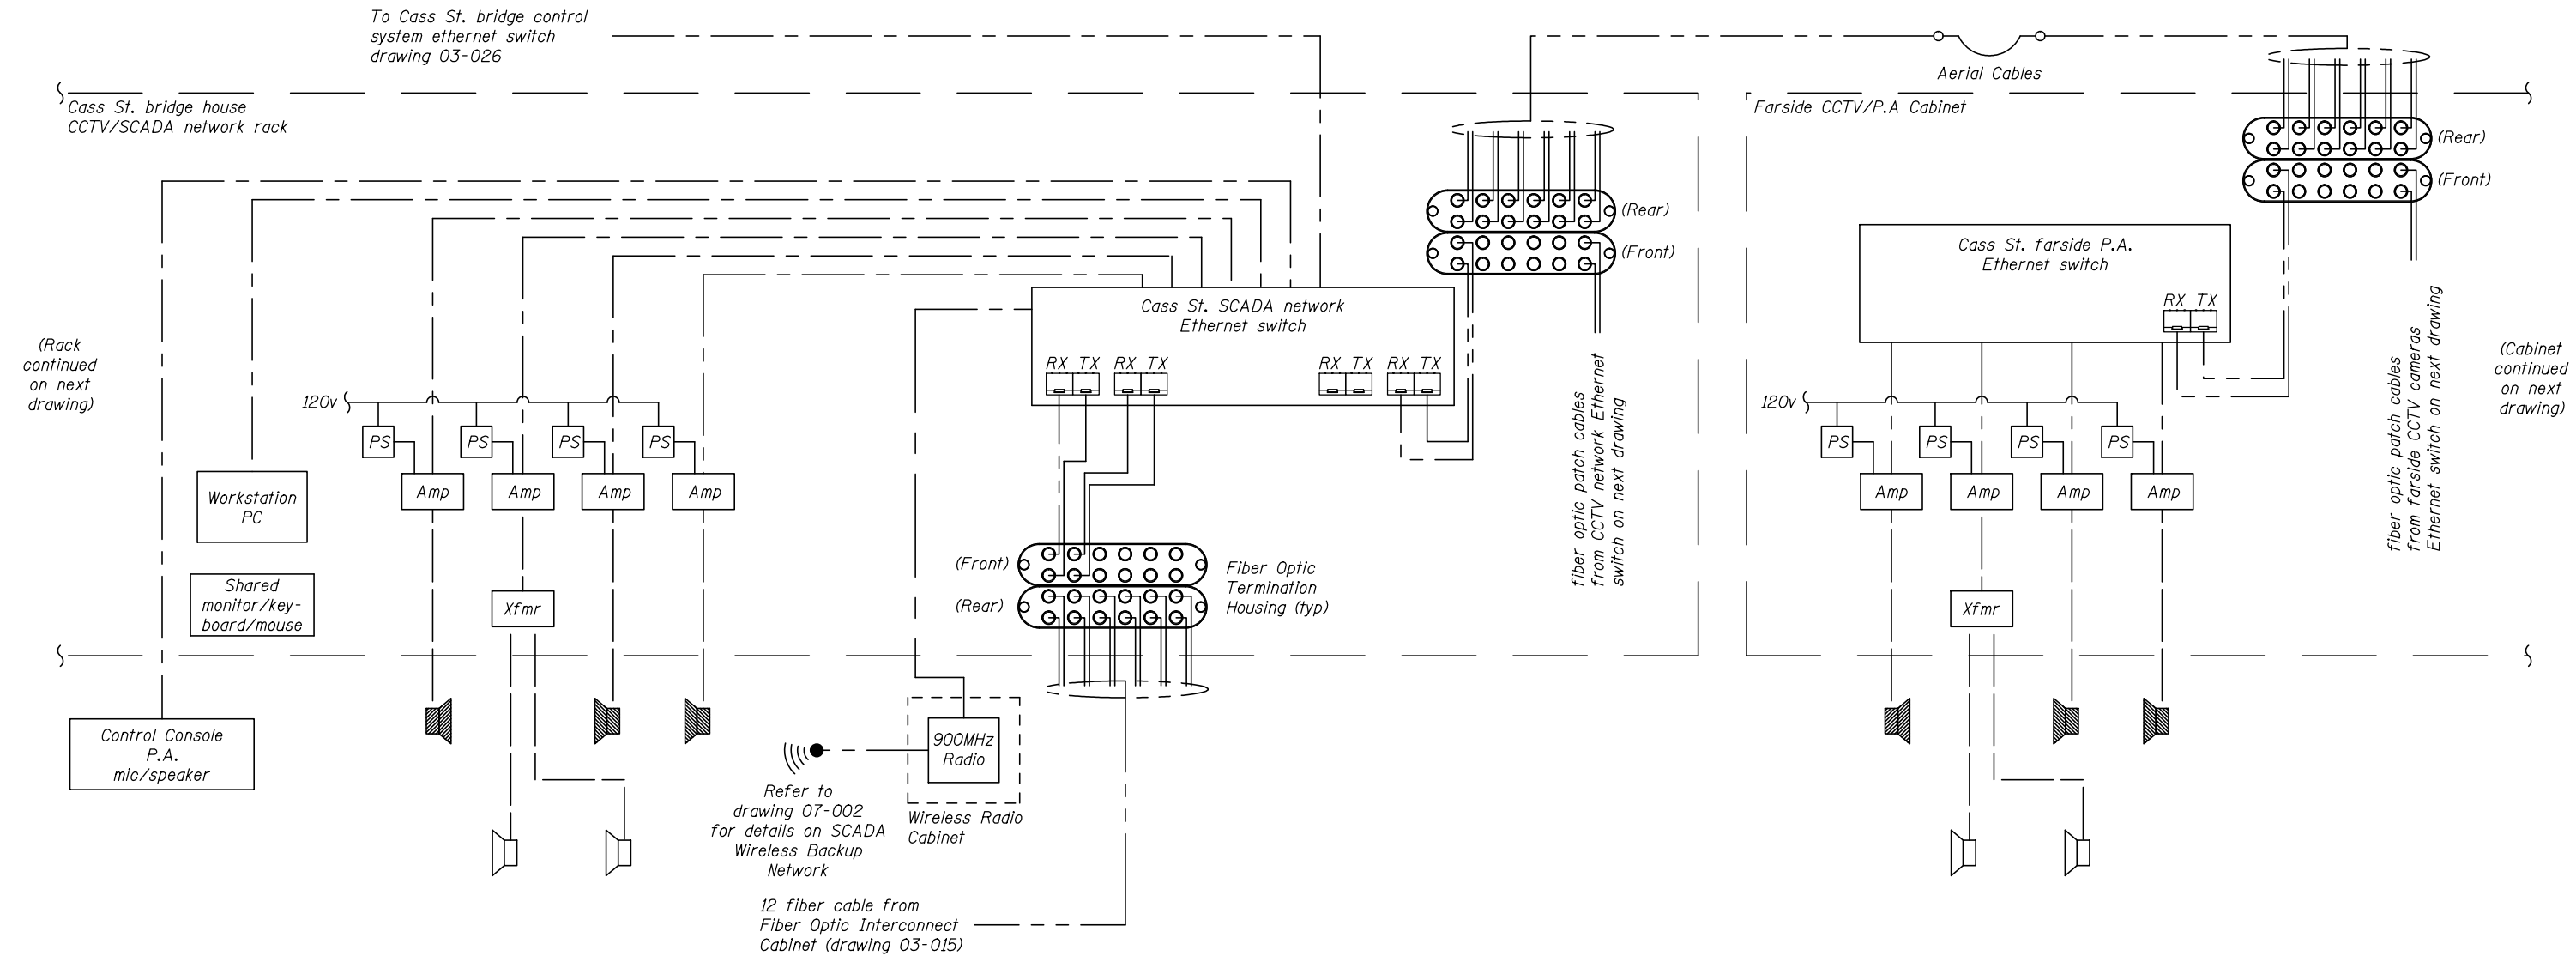 To Cass St. bridge control
system ethernet switch
drawing 03-026
Aerial Cables
Cass St. bridge house
CCTV/SCADA network rack
Farside CCTV/P.A Cabinet
(Rear)
(Front)
(Rear)
(Front)
Cass St. SCADA network
Ethernet switch
RX TX RX TX RX TX RX TX
Cass St. farside P.A.
Ethernet switch
RX TX
(Rack
continued
on next
drawing)
120v
PS PS PS PS
Amp Amp Amp Amp
Workstation
PC
Shared
monitor/key-
board/mouse
Xfmr
(Front)
(Rear)
Fiber Optic
Termination
Housing (typ)
fiber optic patch cables
from CCTV network Ethernet
switch on next drawing
120v
PS PS PS PS
Amp Amp Amp Amp
Xfmr
fiber optic patch cables
from farside CCTV cameras
Ethernet switch on next drawing
(Cabinet
continued
on next
drawing)
Control Console
P.A.
mic/speaker
900MHz
Radio
Wireless Radio
Cabinet
Refer to
drawing 07-002
for details on SCADA
Wireless Backup
Network
12 fiber cable from
Fiber Optic Interconnect
Cabinet (drawing 03-015)